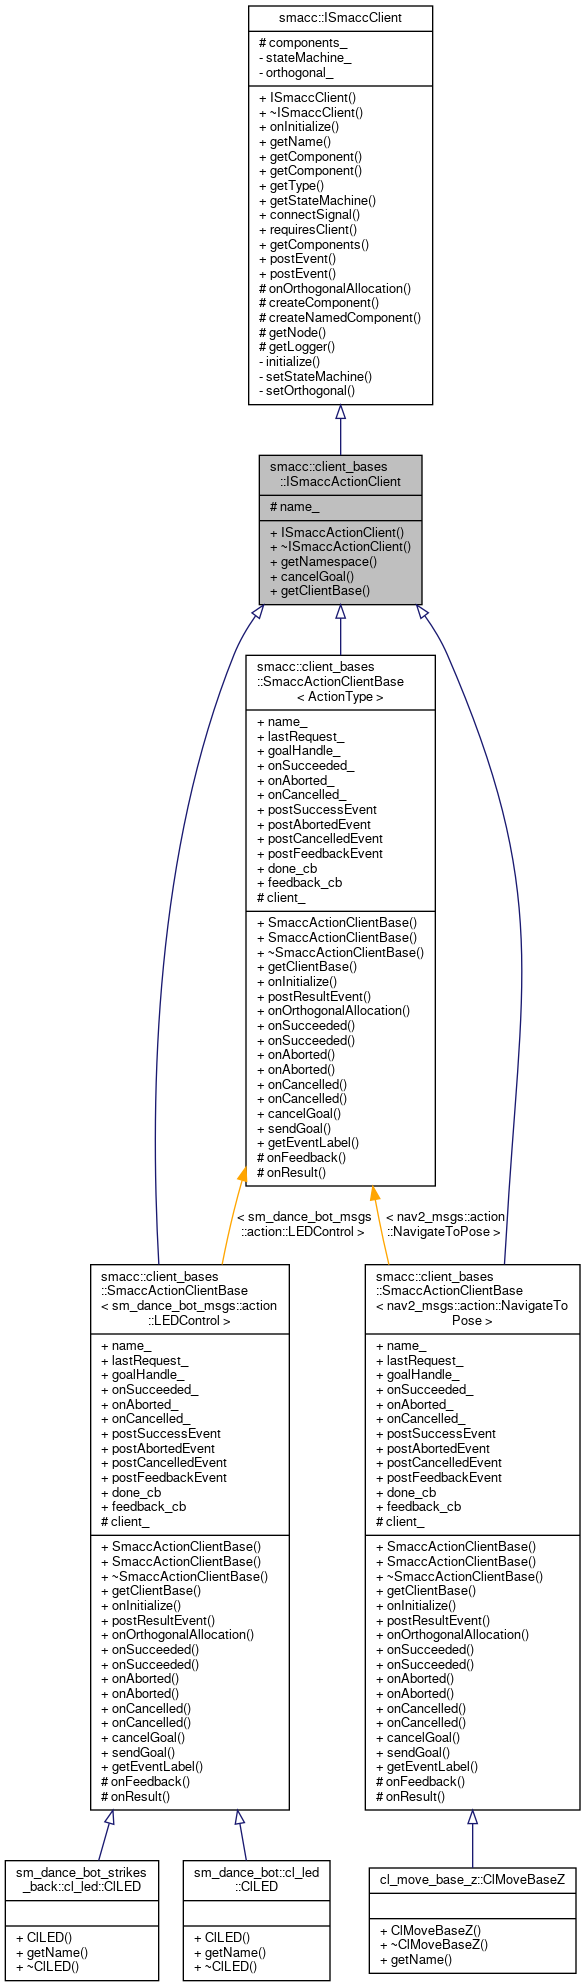 smacc::ISmaccClient
# components_
- stateMachine_
- orthogonal_
+ ISmaccClient()
+ ~ISmaccClient()
+ onInitialize()
+ getName()
+ getComponent()
+ getComponent()
+ getType()
+ getStateMachine()
+ connectSignal()
+ requiresClient()
+ getComponents()
+ postEvent()
+ postEvent()
# onOrthogonalAllocation()
# createComponent()
# createNamedComponent()
# getNode()
# getLogger()
- initialize()
- setStateMachine()
- setOrthogonal()
smacc::client_bases
::ISmaccActionClient
# name_
+ ISmaccActionClient()
+ ~ISmaccActionClient()
+ getNamespace()
+ cancelGoal()
+ getClientBase()
smacc::client_bases
::SmaccActionClientBase
< ActionType >
+ name_
+ lastRequest_
+ goalHandle_
+ onSucceeded_
+ onAborted_
+ onCancelled_
+ postSuccessEvent
+ postAbortedEvent
+ postCancelledEvent
+ postFeedbackEvent
+ done_cb
+ feedback_cb
# client_
+ SmaccActionClientBase()
+ SmaccActionClientBase()
+ ~SmaccActionClientBase()
+ getClientBase()
+ onInitialize()
+ postResultEvent()
+ onOrthogonalAllocation()
+ onSucceeded()
+ onSucceeded()
+ onAborted()
+ onAborted()
+ onCancelled()
+ onCancelled()
+ cancelGoal()
+ sendGoal()
+ getEventLabel()
# onFeedback()
# onResult()
< sm_dance_bot_msgs
::action::LEDControl >
< nav2_msgs::action
::NavigateToPose >
smacc::client_bases
::SmaccActionClientBase
< sm_dance_bot_msgs::action
::LEDControl >
+ name_
+ lastRequest_
+ goalHandle_
+ onSucceeded_
+ onAborted_
+ onCancelled_
+ postSuccessEvent
+ postAbortedEvent
+ postCancelledEvent
+ postFeedbackEvent
+ done_cb
+ feedback_cb
# client_
+ SmaccActionClientBase()
+ SmaccActionClientBase()
+ ~SmaccActionClientBase()
+ getClientBase()
+ onInitialize()
+ postResultEvent()
+ onOrthogonalAllocation()
+ onSucceeded()
+ onSucceeded()
+ onAborted()
+ onAborted()
+ onCancelled()
+ onCancelled()
+ cancelGoal()
+ sendGoal()
+ getEventLabel()
# onFeedback()
# onResult()
smacc::client_bases
::SmaccActionClientBase
< nav2_msgs::action::NavigateTo
Pose >
+ name_
+ lastRequest_
+ goalHandle_
+ onSucceeded_
+ onAborted_
+ onCancelled_
+ postSuccessEvent
+ postAbortedEvent
+ postCancelledEvent
+ postFeedbackEvent
+ done_cb
+ feedback_cb
# client_
+ SmaccActionClientBase()
+ SmaccActionClientBase()
+ ~SmaccActionClientBase()
+ getClientBase()
+ onInitialize()
+ postResultEvent()
+ onOrthogonalAllocation()
+ onSucceeded()
+ onSucceeded()
+ onAborted()
+ onAborted()
+ onCancelled()
+ onCancelled()
+ cancelGoal()
+ sendGoal()
+ getEventLabel()
# onFeedback()
# onResult()
sm_dance_bot_strikes
_back::cl_led::ClLED
+ ClLED()
+ getName()
+ ~ClLED()
sm_dance_bot::cl_led
::ClLED
+ ClLED()
+ getName()
+ ~ClLED()
cl_move_base_z::ClMoveBaseZ
+ ClMoveBaseZ()
+ ~ClMoveBaseZ()
+ getName()